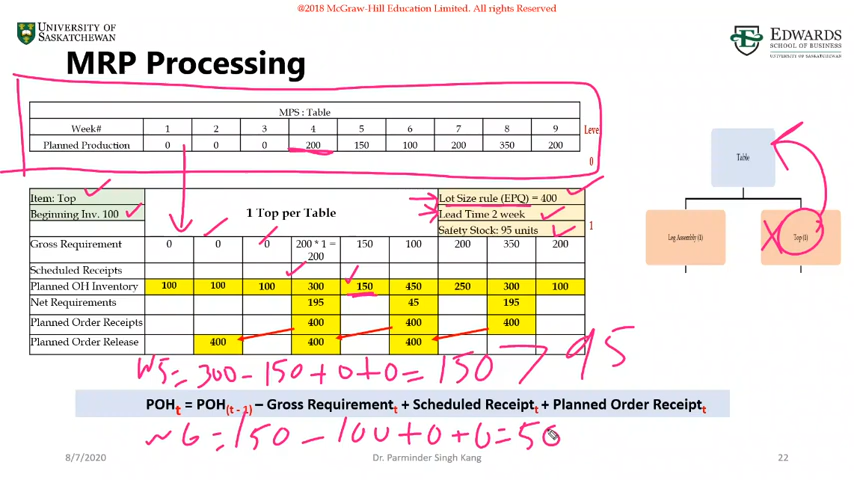 ©2018 McGraw-Hill Education Limited. All rights Reserved
UNIVERSITY OF
SASKATCHEWAN
EDWARDS
SCHOOL OF BUSINESS
UNIVERSITY OF SASKATCHEWAN
MRP Processing
MPS : Table
Week# 1 2 3 4 5 6 7 8 9
Planned Production 0 0 0 200 150 100 200 350 200
Leve
0
Table
Item: Top
Beginning Inv. 100
1 Top per Table
Lot Size rule (EPQ) = 400
Lead Time 2 week
Safety Stock: 95 units
1
Leg Assembly (1)
Top (1)
Gross Requirement 0 0 0 200 * 1 = 200 150 100 200 350 200
Scheduled Receipts
Planned OH Inventory 100 100 100 300 150 450 250 300 100
Net Requirements 195 45 195
Planned Order Receipts 400 400 400
Planned Order Release 400 400 400
W5 = 300 - 150 + 0 + 0 = 150 > 95
POHt = POH(t - 1) – Gross Requirementt + Scheduled Receiptt + Planned Order Receiptt
W 6 = 150 - 100 + 0 + 0 = 50
8/7/2020
Dr. Parminder Singh Kang
22